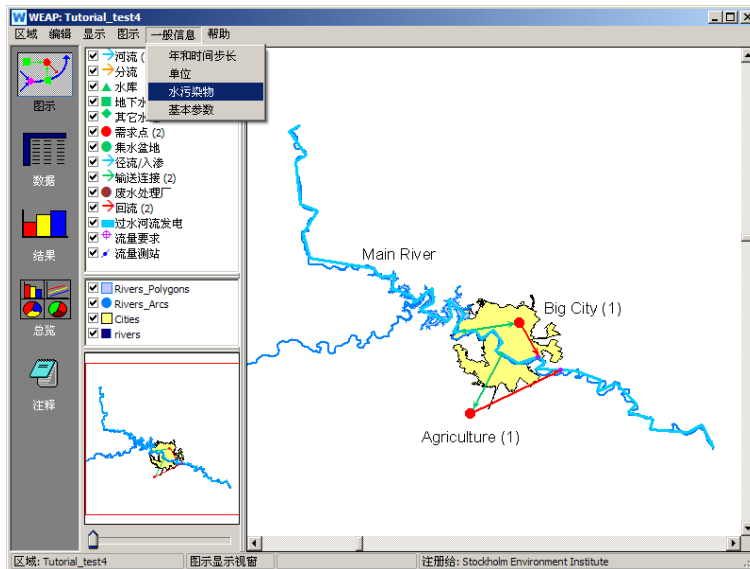 WEAP: Tutorial_test4
区域 编辑 显示 图示 一般信息 帮助
年和时间步长
单位
水污染物
基本参数
图示
数据
结果
总览
注释
河流 (
分流
水库
地下水
其它水
需求点 (2)
集水盆地
径流/入渗
输送连接 (2)
废水处理厂
回流 (2)
过水河流发电
流量要求
流量测站
Rivers_Polygons
Rivers_Arcs
Cities
rivers
Main River
Big City (1)
Agriculture (1)
区域: Tutorial_test4 图示显示视窗 注册给: Stockholm Environment Institute